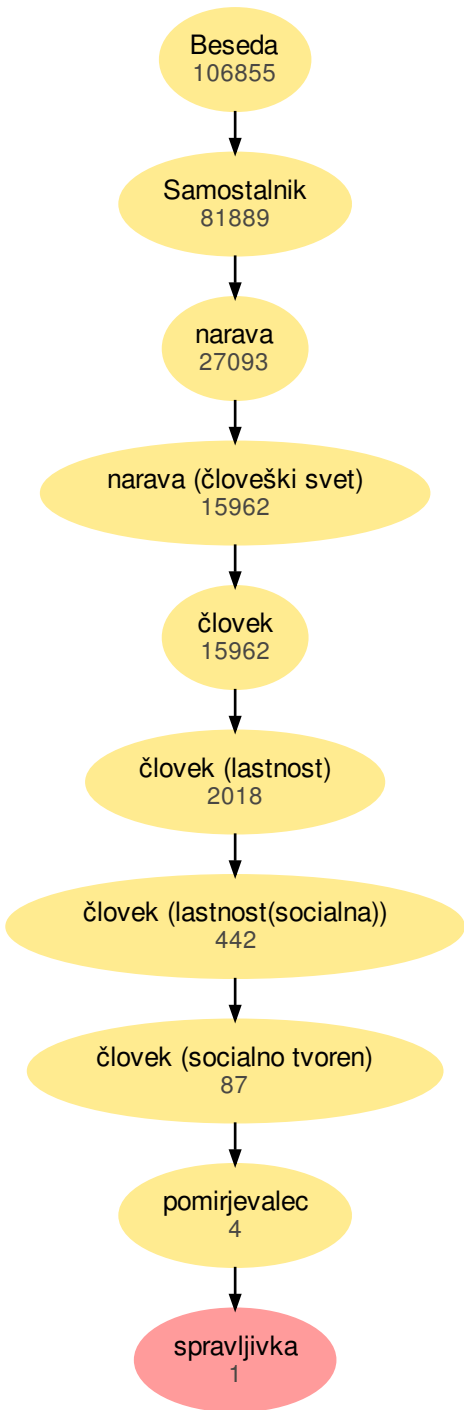 Beseda
106855
Samostalnik
81889
narava
27093
narava (človeški svet)
15962
človek
15962
človek (lastnost)
2018
človek (lastnost(socialna))
442
človek (socialno tvoren)
87
pomirjevalec
4
spravljivka
1